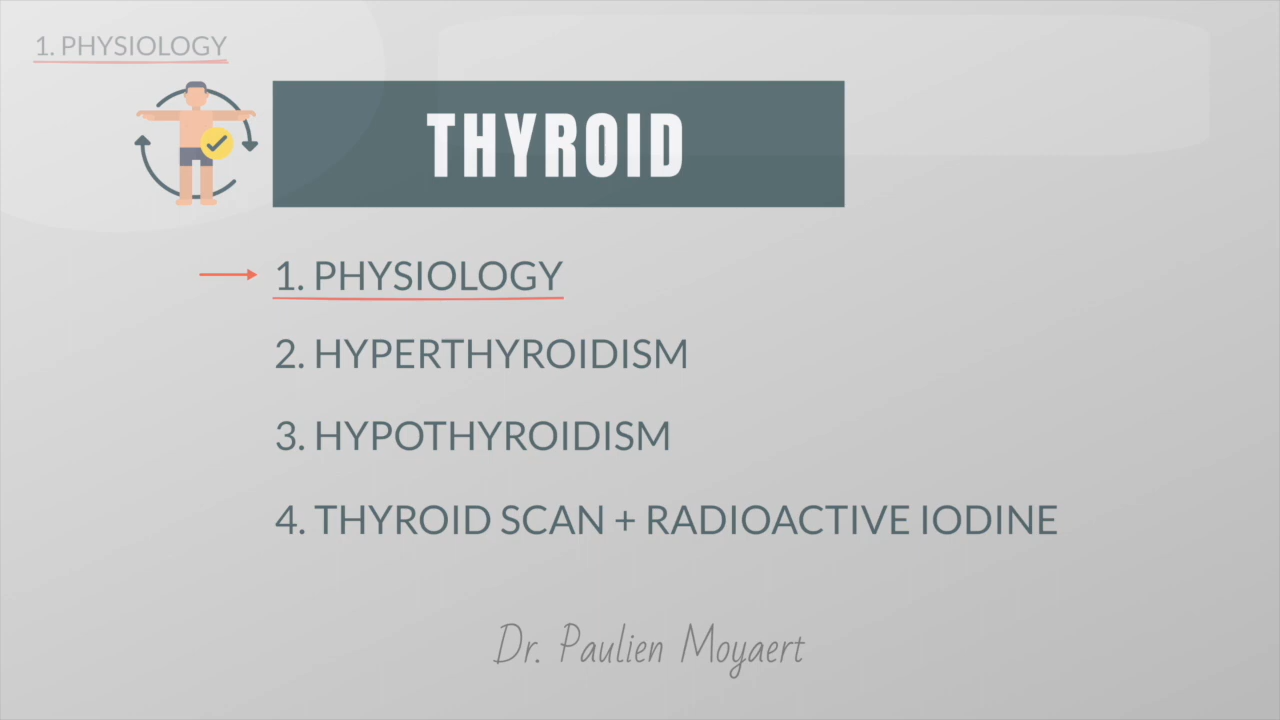 1. PHYSIOLOGY
THYROID
1. PHYSIOLOGY
2. HYPERTHYROIDISM
3. HYPOTHYROIDISM
4. THYROID SCAN + RADIOACTIVE IODINE
Dr. Paulien Moyaert